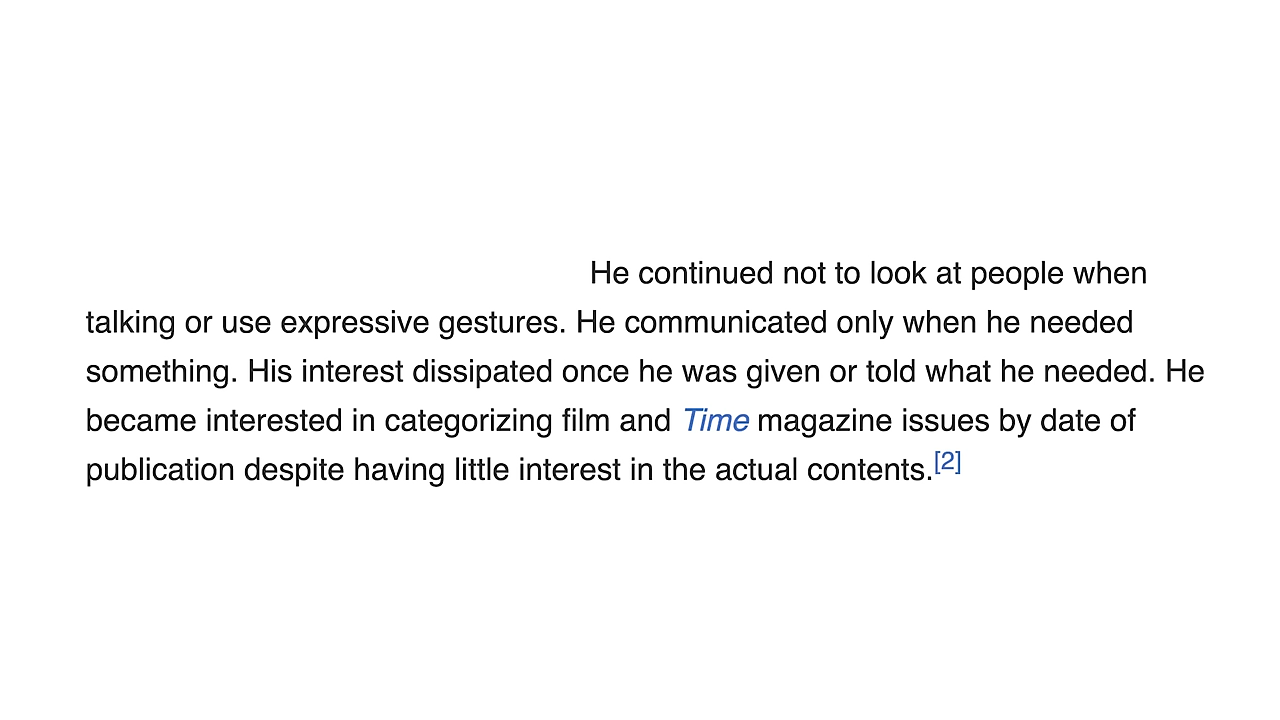 He continued not to look at people when
talking or use expressive gestures. He communicated only when he needed
something. His interest dissipated once he was given or told what he needed. He
became interested in categorizing film and Time magazine issues by date of
publication despite having little interest in the actual contents.[2]